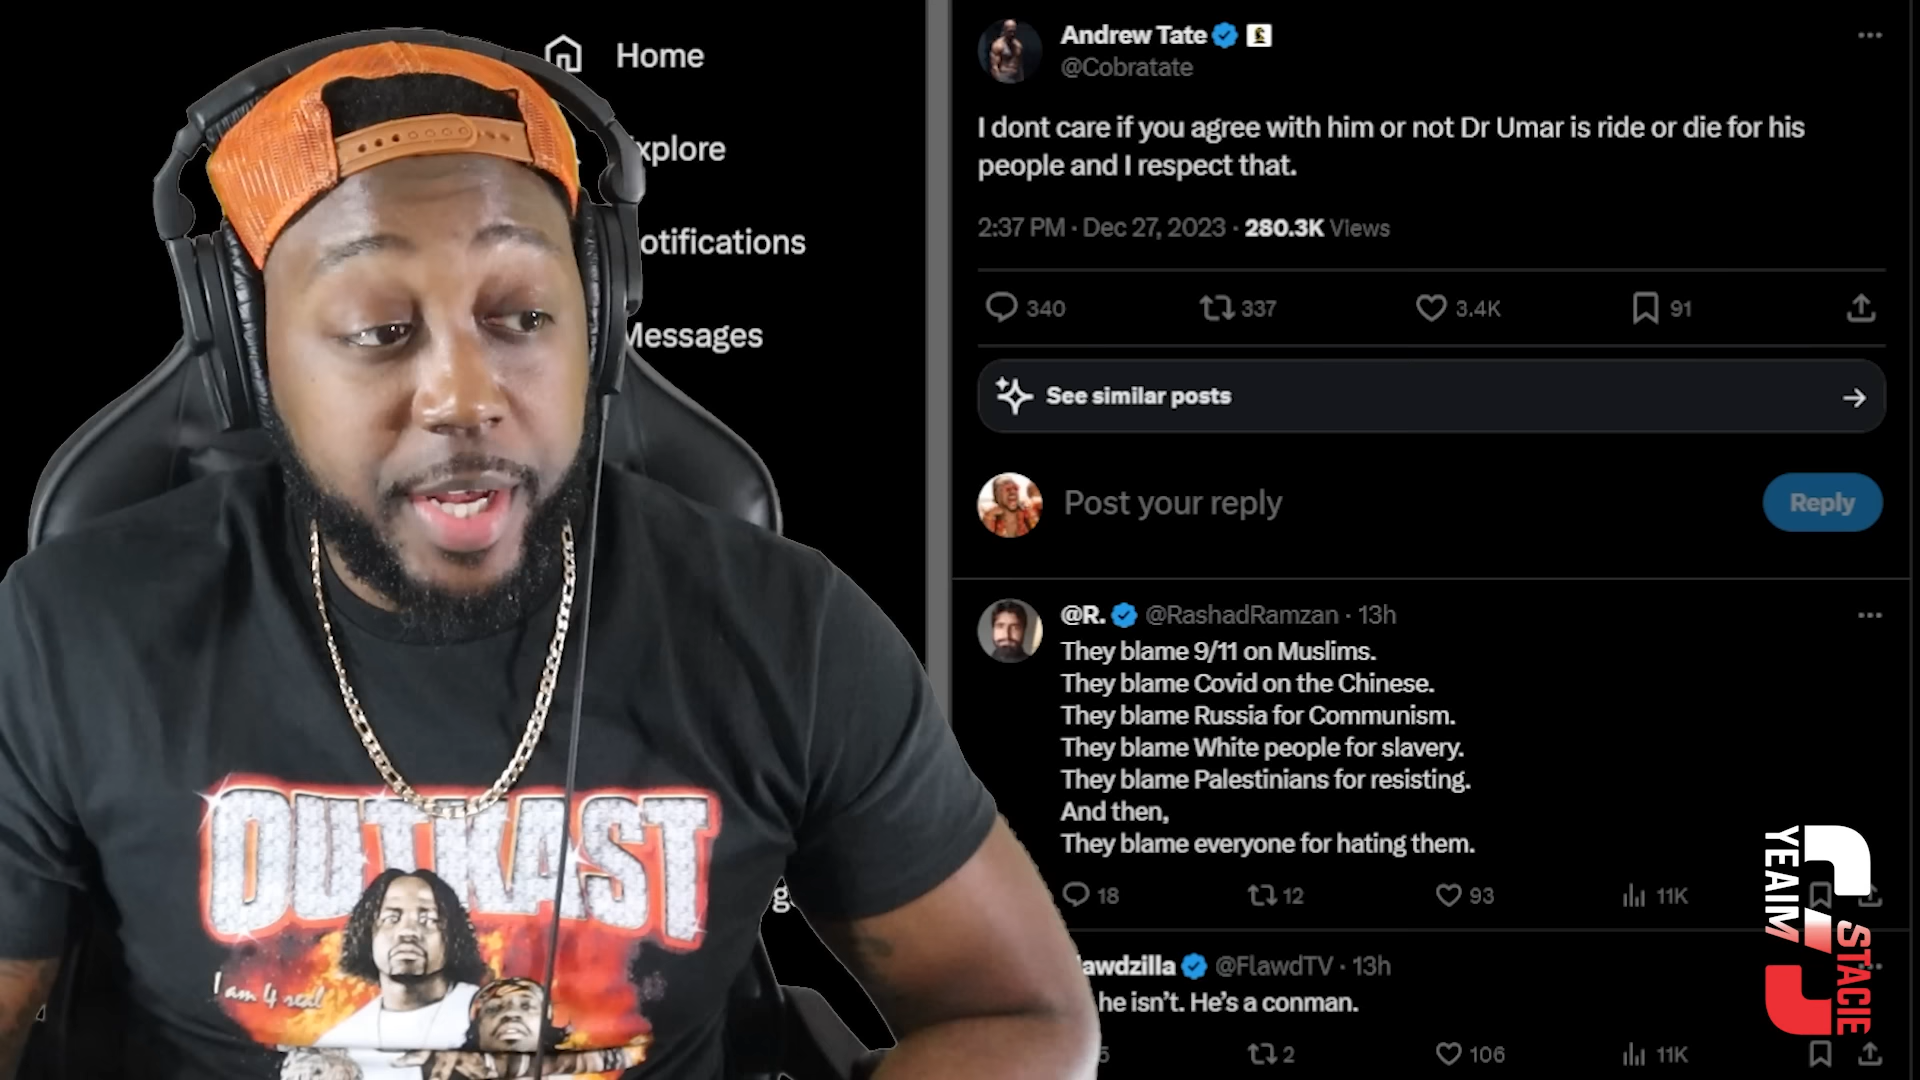 Home
Explore
Notifications
Messages
OUTKAST
I am 4 real
Andrew Tate
@Cobratate
I dont care if you agree with him or not Dr Umar is ride or die for his
people and I respect that.
2:37 PM · Dec 27, 2023 · 280.3K Views
340 337 3.4K 91
See similar posts
Post your reply
Reply
@R. @RashadRamzan · 13h
They blame 9/11 on Muslims.
They blame Covid on the Chinese.
They blame Russia for Communism.
They blame White people for slavery.
They blame Palestinians for resisting.
And then,
They blame everyone for hating them.
18 12 93 11K
lawdzilla @FlawdTV · 13h
he isn't. He's a conman.
5 2 106 11K
YEAIM
STACIE